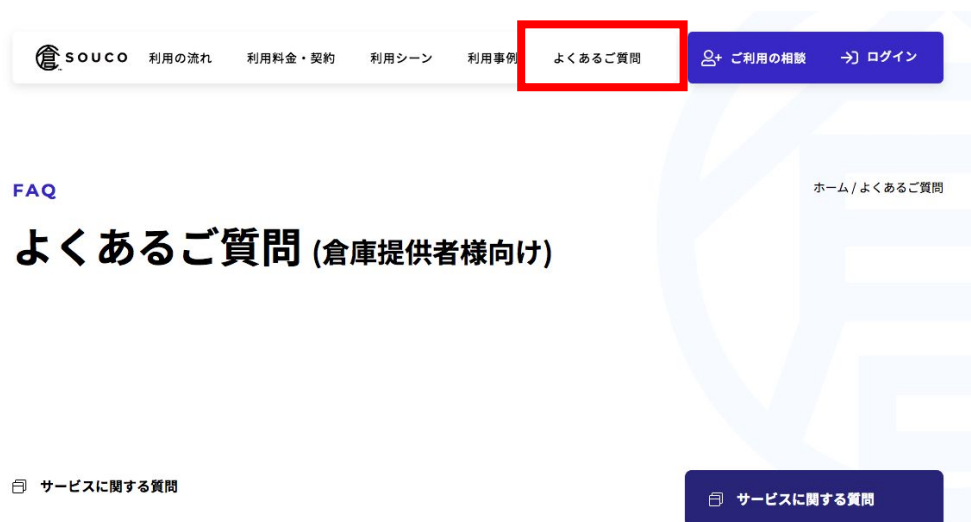 倉 souco 利用の流れ 利用料金・契約 利用シーン 利用事例 よくあるご質問 ご利用の相談 ログイン
FAQ
ホーム / よくあるご質問
よくあるご質問 (倉庫提供者様向け)
サービスに関する質問
サービスに関する質問